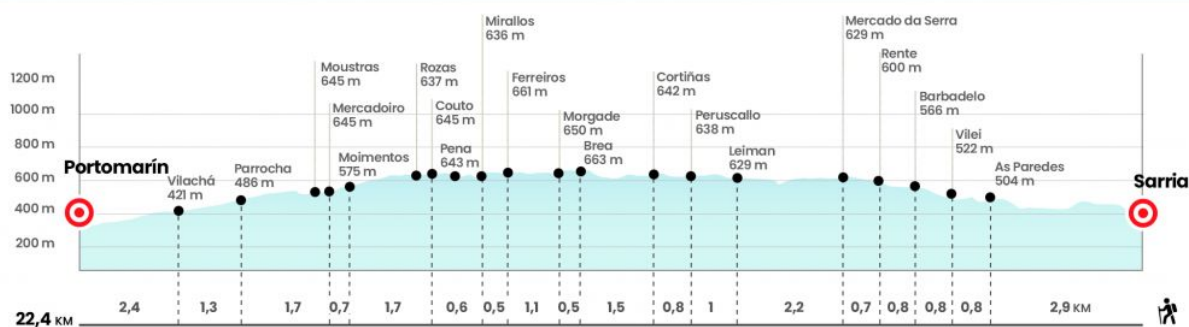 Mirallos
636 m
Mercado da Serra
629 m
Rente
600 m
1200 m
Moustras
645 m
Rozas
637 m
Ferreiros
661 m
Cortiñas
642 m
Barbadelo
566 m
1000 m
Mercadoiro
645 m
Couto
645 m
Morgade
650 m
Peruscallo
638 m
Vilei
522 m
800 m
Moimentos
575 m
Pena
643 m
Brea
663 m
Leiman
629 m
Portomarín
Vilachá
421 m
Parrocha
486 m
As Paredes
504 m
Sarria
600 m
400 m
200 m
2,4 1,3 1,7 0,7 1,7 0,6 0,5 1,1 0,5 1,5 0,8 1 2,2 0,7 0,8 0,8 0,8 2,9 KM
22,4 KM